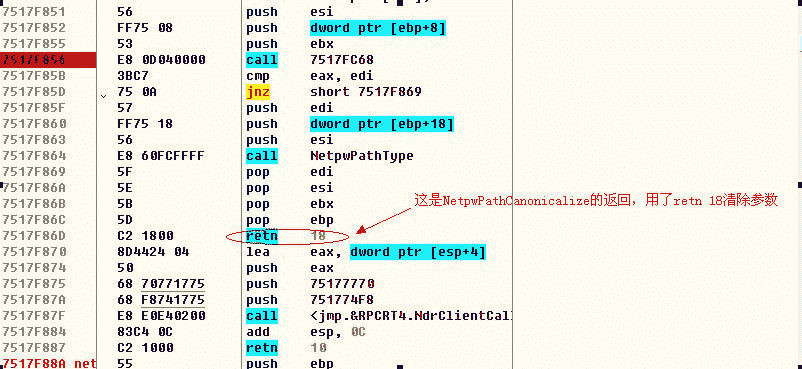 7517F851 56 push esi
7517F852 FF75 08 push dword ptr [ebp+8]
7517F855 53 push ebx
7517F856 E8 0D040000 call 7517FC68
7517F85B 3BC7 cmp eax, edi
7517F85D 75 0A jnz short 7517F869
7517F85F 57 push edi
7517F860 FF75 18 push dword ptr [ebp+18]
7517F863 56 push esi
7517F864 E8 60FCFFFF call NetpwPathType
7517F869 5F pop edi
7517F86A 5E pop esi
7517F86B 5B pop ebx
7517F86C 5D pop ebp
这是NetpwPathCanonicalize的返回，用了retn 18清除参数
7517F86D C2 1800 retn 18
7517F870 8D4424 04 lea eax, dword ptr [esp+4]
7517F874 50 push eax
7517F875 68 70771775 push 75177770
7517F87A 68 F8741775 push 751774F8
7517F87F E8 E0E40200 call <jmp.&RPCRT4.NdrClientCal
7517F884 83C4 0C add esp, 0C
7517F887 C2 1000 retn 10
7517F88A net 55 push ebp